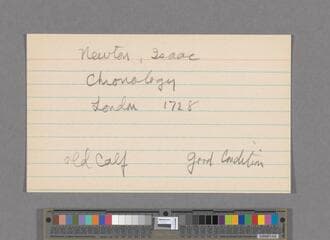 Newton, Isaac
Chronology
London 1728
old Calf Good Condition